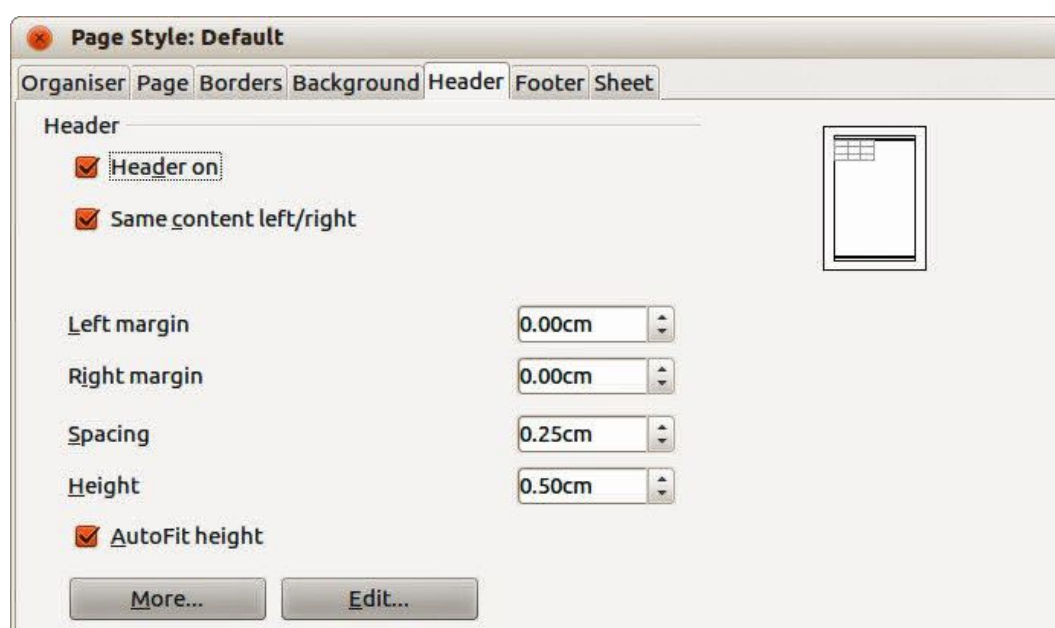 Page Style: Default
Organiser Page Borders Background Header Footer Sheet
Header
Header on
Same content left/right
Left margin 0.00cm
Right margin 0.00cm
Spacing 0.25cm
Height 0.50cm
AutoFit height
More... Edit...